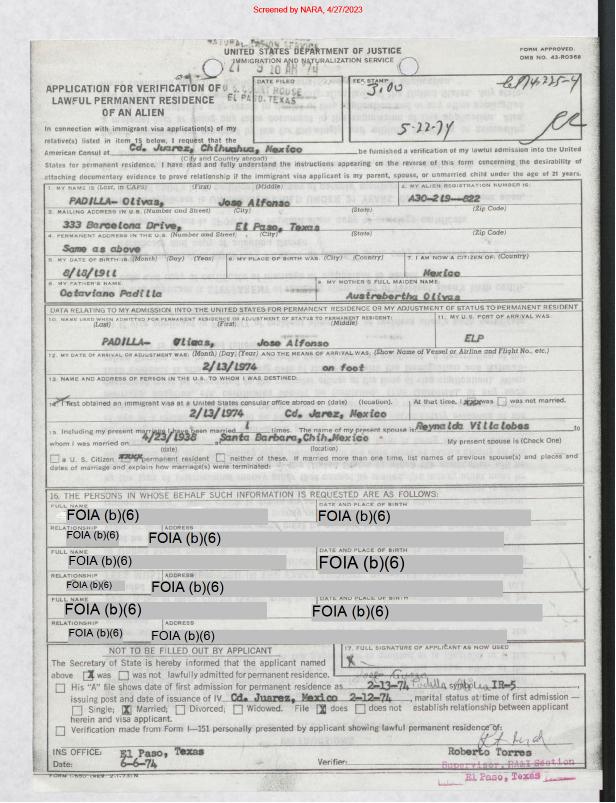 Screened by NARA, 4/27/2023
UNITED STATES DEPARTMENT OF JUSTICE
IMMIGRATION AND NATURALIZATION SERVICE
FORM APPROVED.
OMB NO. 43-R0368
10 AM '74
APPLICATION FOR VERIFICATION OF
LAWFUL PERMANENT RESIDENCE
OF AN ALIEN
COURT HOUSE
EL PASO, TEXAS
DATE FILED
FEE STAMP
3.00
5-22-74
In connection with immigrant visa application(s) of my
relative(s) listed in item 15 below, I request that the
American Consul at Cd. Juarez, Chihuahua, Mexico be furnished a verification of my lawful admission into the United
(City and Country abroad)
States for permanent residence. I have read and fully understand the instructions appearing on the reverse of this form concerning the desirability of
attaching documentary evidence to prove relationship if the immigrant visa applicant is my parent, spouse, or unmarried child under the age of 21 years.
1. MY NAME IS (Last, in CAPS) (First) (Middle)
PADILLA- Olivas, Jose Alfonso
2. MY ALIEN REGISTRATION NUMBER IS:
A30-219-822
3. MAILING ADDRESS IN U.S. (Number and Street) (City) (State) (Zip Code)
333 Barcelona Drive, El Paso, Texas
4. PERMANENT ADDRESS IN THE U.S. (Number and Street) (City) (State) (Zip Code)
Same as above
5. MY DATE OF BIRTH IS: (Month) (Day) (Year)
6. MY PLACE OF BIRTH WAS: (City) (Country)
7. I AM NOW A CITIZEN OF: (Country)
8/18/1911 Mexico
8. MY FATHER'S NAME
Octaviano Padilla
9. MY MOTHER'S FULL MAIDEN NAME
Austrebertha Olivas
DATA RELATING TO MY ADMISSION INTO THE UNITED STATES FOR PERMANENT RESIDENCE OR MY ADJUSTMENT OF STATUS TO PERMANENT RESIDENT
10. NAME USED WHEN ADMITTED FOR PERMANENT RESIDENCE OR ADJUSTMENT OF STATUS TO PERMANENT RESIDENT:
(Last) (First) (Middle)
11. MY U.S. PORT OF ARRIVAL WAS
PADILLA- Olivas, Jose Alfonso ELP
12. MY DATE OF ARRIVAL OR ADJUSTMENT WAS: (Month) (Day) (Year) AND THE MEANS OF ARRIVAL WAS: (Show Name of Vessel or Airline and Flight No., etc.)
2/13/1974 on foot
13. NAME AND ADDRESS OF PERSON IN THE U.S. TO WHOM I WAS DESTINED:
14. I first obtained an immigrant visa at a United States consular office abroad on (date) (location). At that time, I xxx was was not married.
2/13/1974 Cd. Jarez, Mexico
15. Including my present marriage I have been married 1 times. The name of my present spouse is Reynalda Villalobos to
whom I was married on 4/23/1938 at Santa Barbara, Chih.Mexico My present spouse is (Check One)
(date) (location)
a U. S. Citizen xxxx permanent resident neither of these. If married more than one time, list names of previous spouse(s) and places and
dates of marriage and explain how marriage(s) were terminated:
16. THE PERSONS IN WHOSE BEHALF SUCH INFORMATION IS REQUESTED ARE AS FOLLOWS:
FULL NAME DATE AND PLACE OF BIRTH
FOIA (b)(6) FOIA (b)(6)
RELATIONSHIP ADDRESS
FOIA (b)(6) FOIA (b)(6)
FULL NAME DATE AND PLACE OF BIRTH
FOIA (b)(6) FOIA (b)(6)
RELATIONSHIP ADDRESS
FOIA (b)(6) FOIA (b)(6)
FULL NAME DATE AND PLACE OF BIRTH
FOIA (b)(6) FOIA (b)(6)
RELATIONSHIP ADDRESS
FOIA (b)(6) FOIA (b)(6)
NOT TO BE FILLED OUT BY APPLICANT
17. FULL SIGNATURE OF APPLICANT AS NOW USED
X
The Secretary of State is hereby informed that the applicant named
above X was was not lawfully admitted for permanent residence.
His "A" file shows date of first admission for permanent residence as 2-13-74 symbol IR-5
issuing post and date of issuance of IV Cd. Juarez, Mexico 2-12-74, marital status at time of first admission—
Single; X Married; Divorced; Widowed. File X does does not establish relationship between applicant
herein and visa applicant.
Verification made from Form I—151 personally presented by applicant showing lawful permanent residence of:
INS OFFICE: El Paso, Texas
Date: 6-6-74
Verifier: Roberto Torres
Supervisor, RA&I Section
El Paso, Texas
FORM I-550 (REV. 2-1-73) N